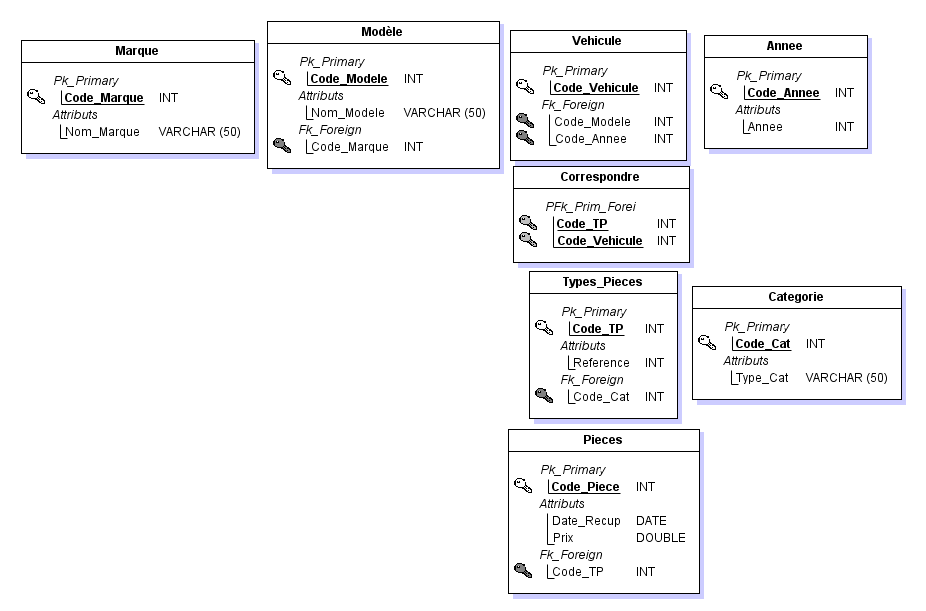 Marque
Pk_Primary
Code_Marque INT
Attributs
Nom_Marque VARCHAR (50)
Modèle
Pk_Primary
Code_Modele INT
Attributs
Nom_Modele VARCHAR (50)
Fk_Foreign
Code_Marque INT
Vehicule
Pk_Primary
Code_Vehicule INT
Fk_Foreign
Code_Modele INT
Code_Annee INT
Annee
Pk_Primary
Code_Annee INT
Attributs
Annee INT
Correspondre
PFk_Prim_Forei
Code_TP INT
Code_Vehicule INT
Types_Pieces
Pk_Primary
Code_TP INT
Attributs
Reference INT
Fk_Foreign
Code_Cat INT
Categorie
Pk_Primary
Code_Cat INT
Attributs
Type_Cat VARCHAR (50)
Pieces
Pk_Primary
Code_Piece INT
Attributs
Date_Recup DATE
Prix DOUBLE
Fk_Foreign
Code_TP INT